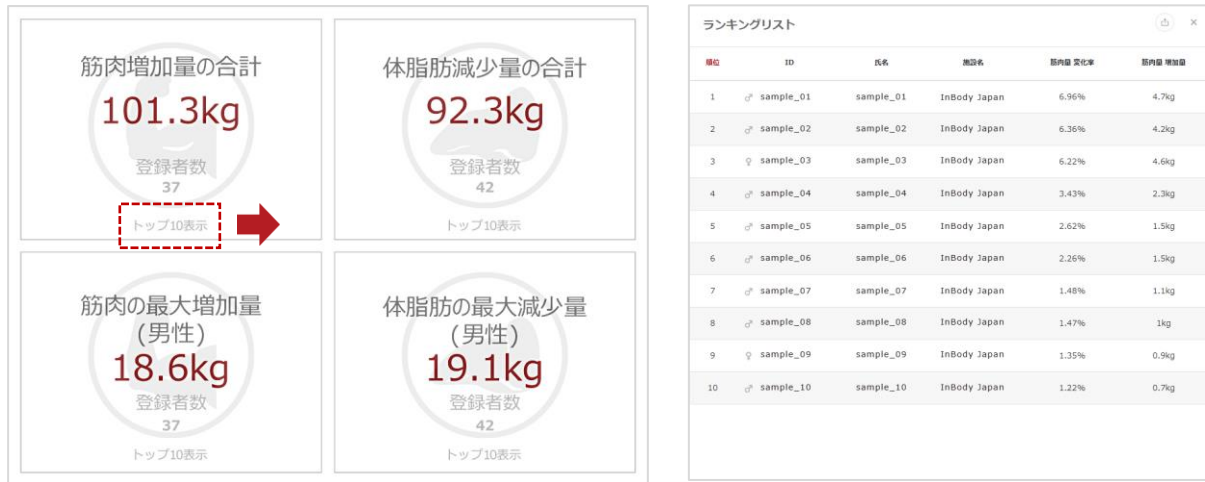 筋肉増加量の合計
101.3kg
登録者数
37
トップ10表示
体脂肪減少量の合計
92.3kg
登録者数
42
トップ10表示
筋肉の最大増加量
(男性)
18.6kg
登録者数
37
トップ10表示
体脂肪の最大減少量
(男性)
19.1kg
登録者数
42
トップ10表示
ランキングリスト
順位 ID 氏名 施設名 筋肉量 変化率 筋肉量 増加量
1 ♂ sample_01 sample_01 InBody Japan 6.96% 4.7kg
2 ♂ sample_02 sample_02 InBody Japan 6.36% 4.2kg
3 ♀ sample_03 sample_03 InBody Japan 6.22% 4.6kg
4 ♂ sample_04 sample_04 InBody Japan 3.43% 2.3kg
5 ♂ sample_05 sample_05 InBody Japan 2.62% 1.5kg
6 ♂ sample_06 sample_06 InBody Japan 2.26% 1.5kg
7 ♂ sample_07 sample_07 InBody Japan 1.48% 1.1kg
8 ♂ sample_08 sample_08 InBody Japan 1.47% 1kg
9 ♀ sample_09 sample_09 InBody Japan 1.35% 0.9kg
10 ♂ sample_10 sample_10 InBody Japan 1.22% 0.7kg